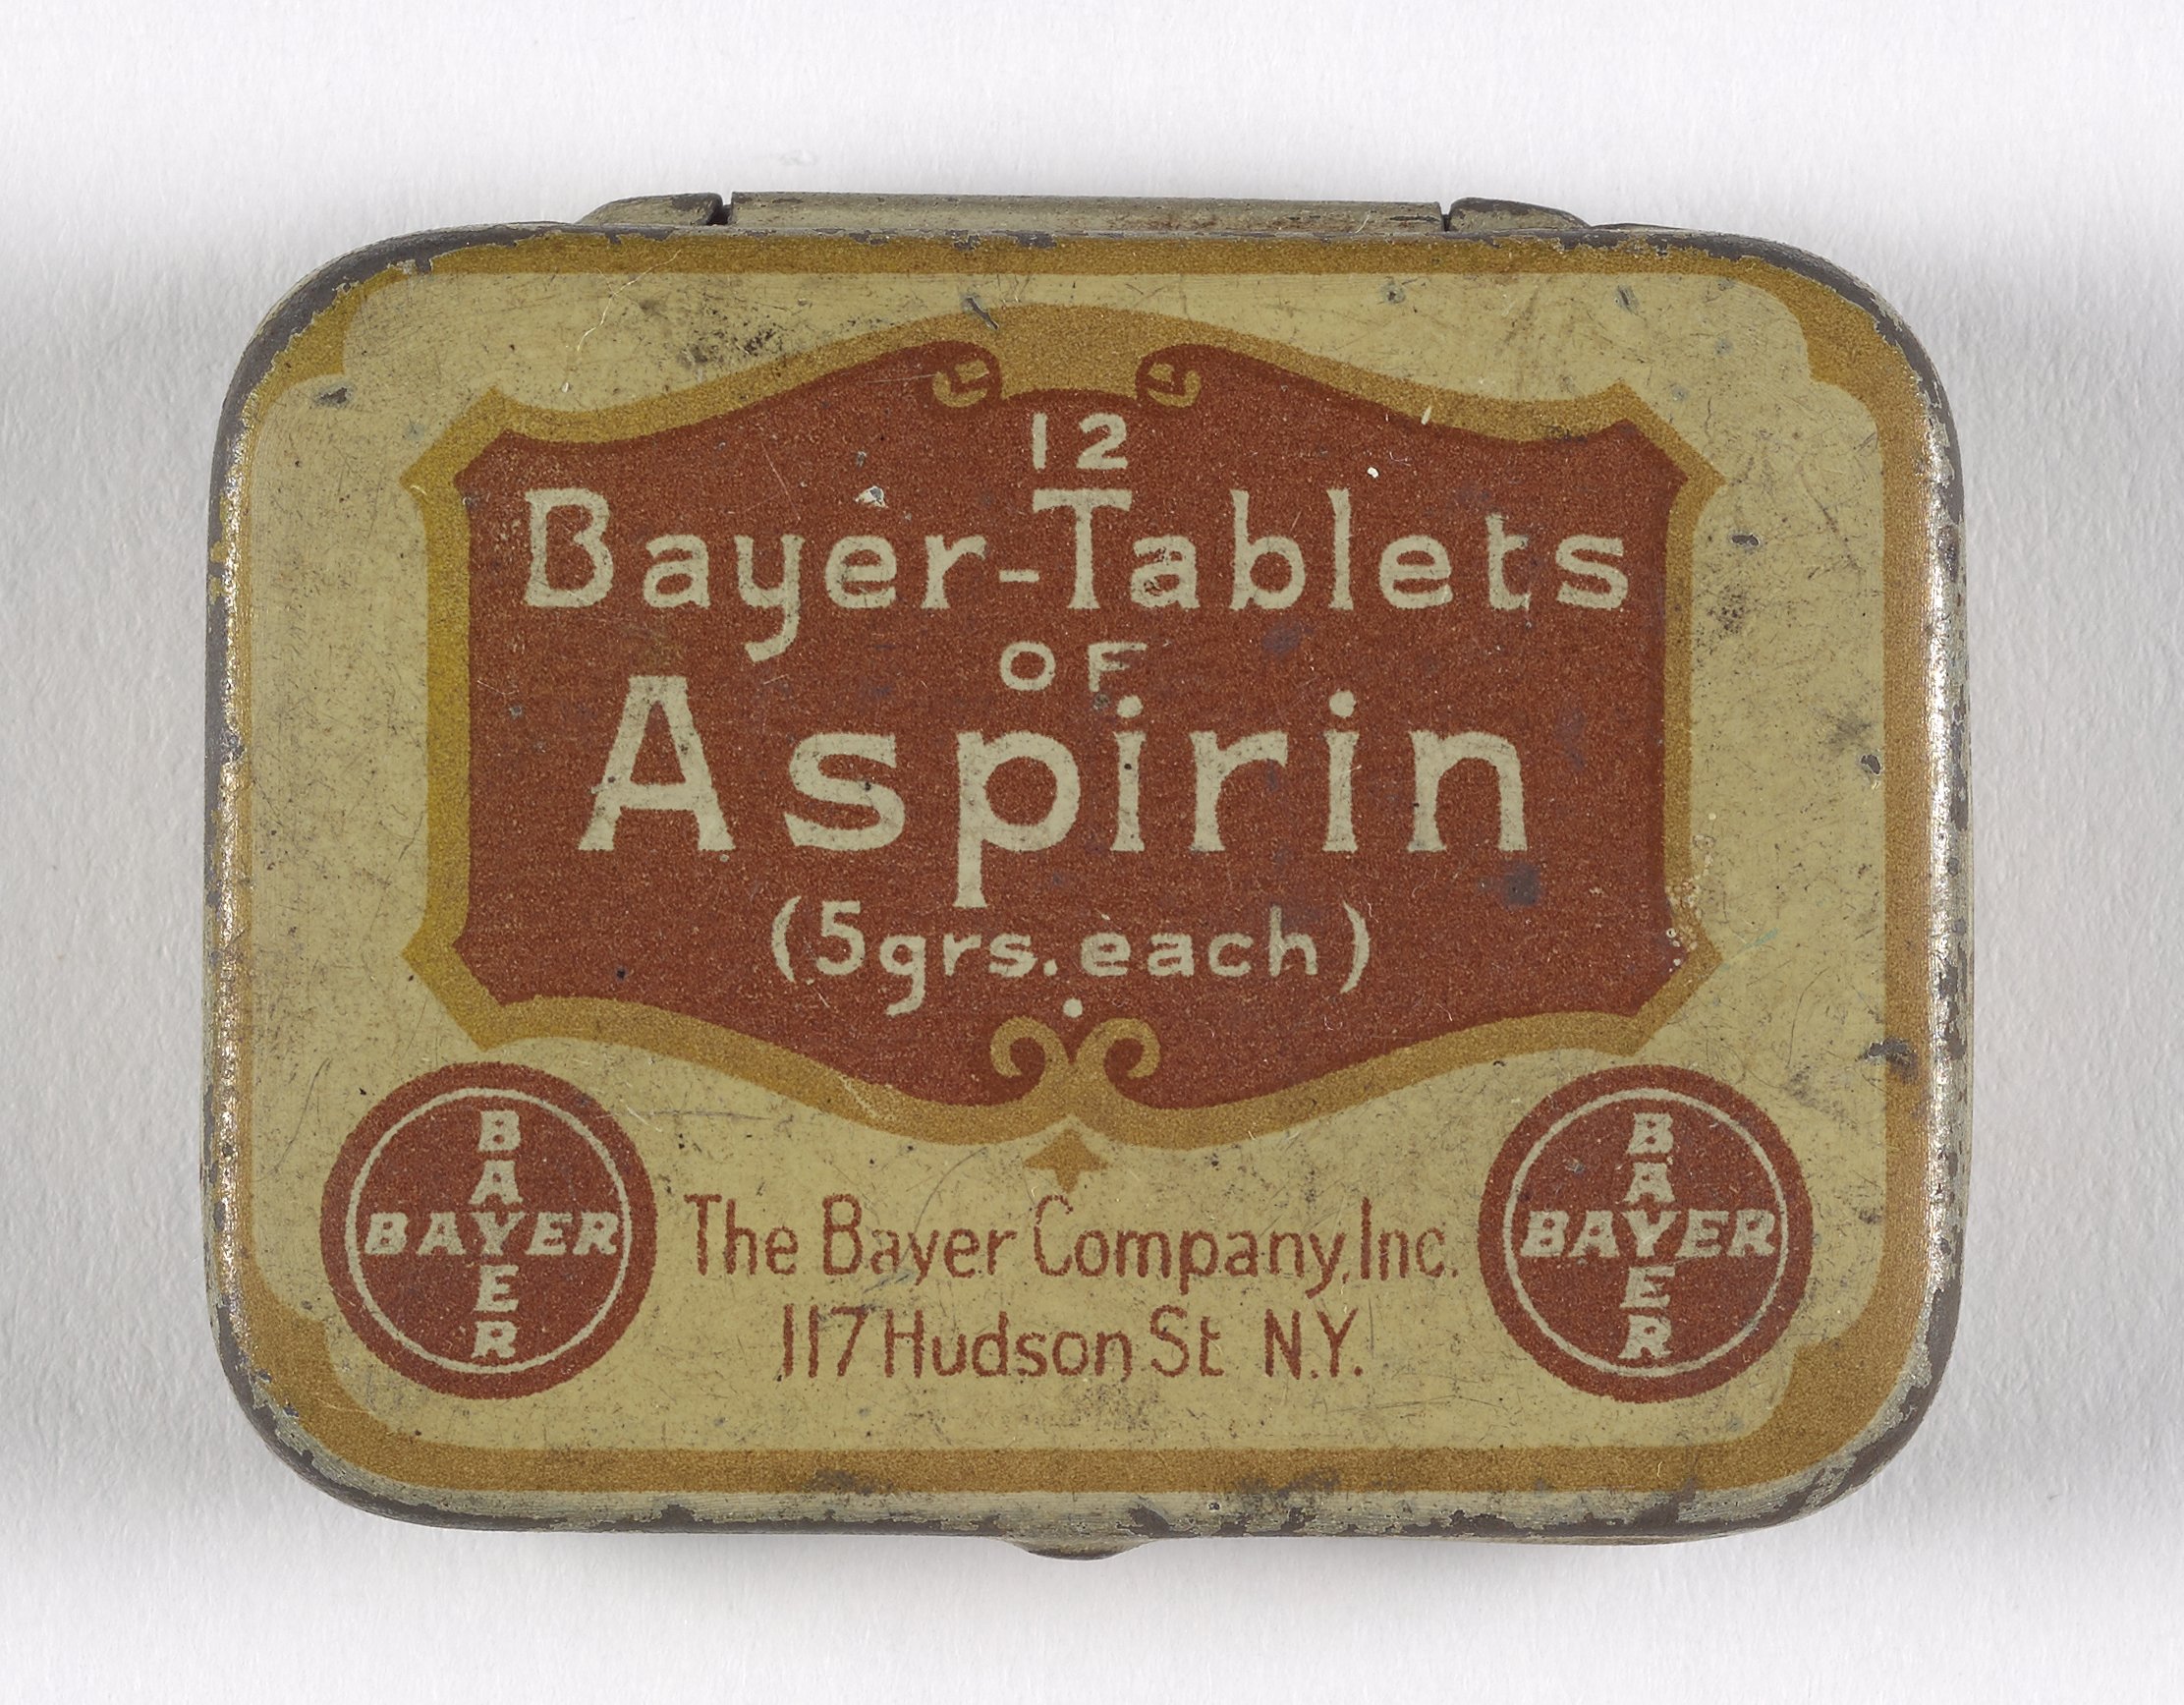 12
Bayer-Tablets
OF
Aspirin
(5grs. each)
BAYER
BAYER
The Bayer Company, Inc.
117 Hudson St N.Y.
BAYER
BAYER